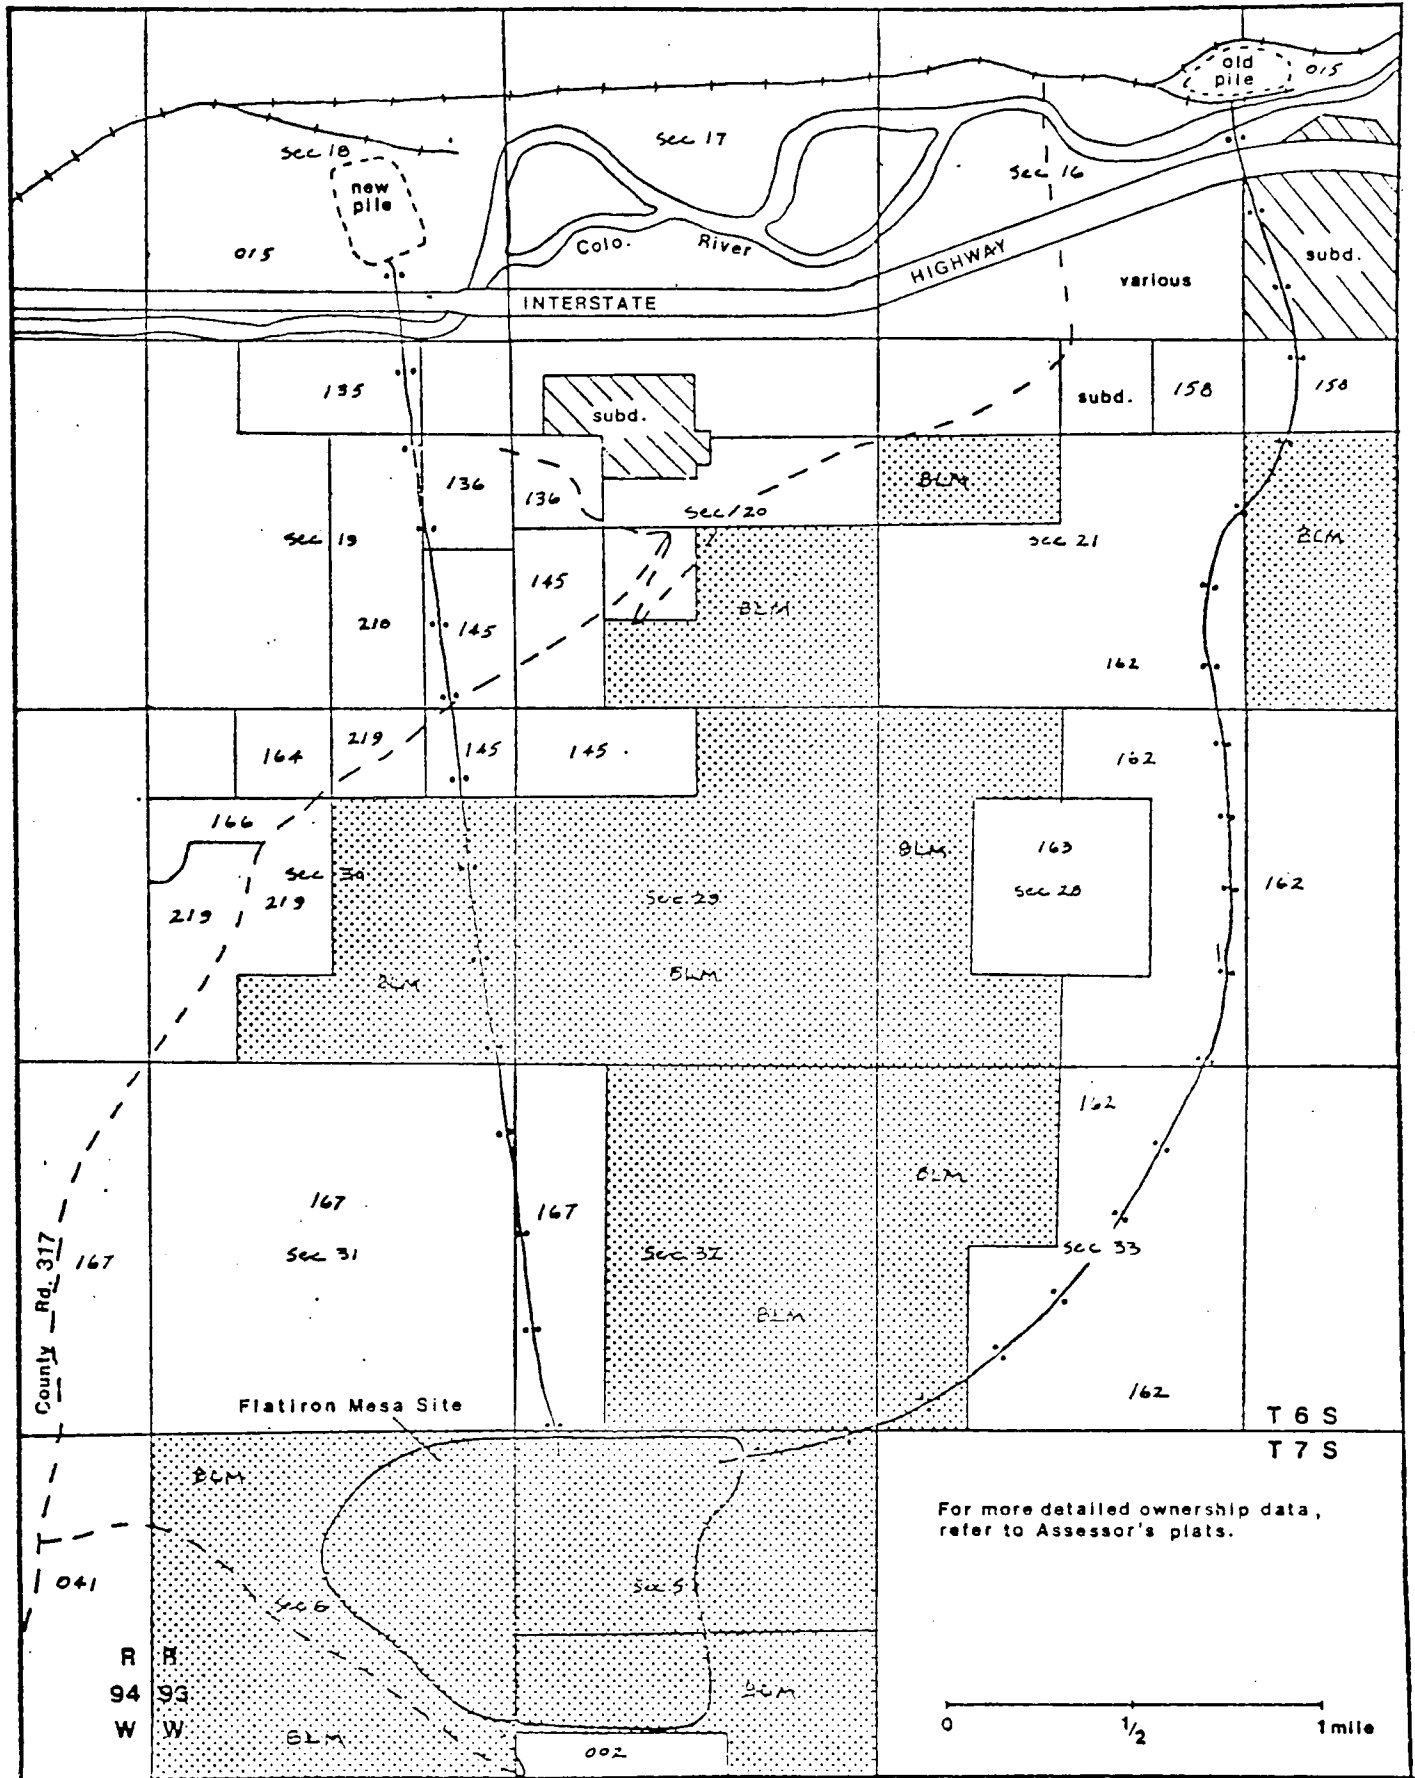 old
pile
015
Sec 18
Sec 17
Sec 16
new
pile
015
Colo.
River
HIGHWAY
subd.
various
INTERSTATE
135
subd.
subd.
158
158
136
136
BLM
Sec 19
Sec 20
Sec 21
BLM
145
BLM
210
145
162
164
219
145
145
162
166
BLM
163
Sec 30
219
219
Sec 29
Sec 28
162
BLM
BLM
162
167
167
BLM
167
Sec 31
Sec 32
Sec 33
County Rd. 317
BLM
162
Flatiron Mesa Site
T 6 S
T 7 S
BLM
For more detailed ownership data,
refer to Assessor's plats.
041
Sec 6
Sec 5
R R
94 93
W W
BLM
BLM
002
0 1/2 1 mile